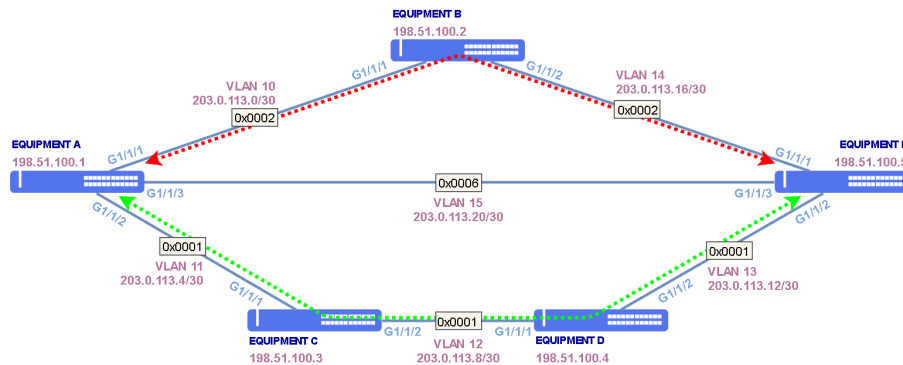 EQUIPMENT B
198.51.100.2
G1/1/1
G1/1/2
VLAN 10
203.0.113.0/30
0x0002
VLAN 14
203.0.113.16/30
0x0002
EQUIPMENT A
198.51.100.1
G1/1/1
G1/1/3
G1/1/2
0x0006
VLAN 15
203.0.113.20/30
EQUIPMENT
198.51.100.5
G1/1/1
G1/1/3
G1/1/2
0x0001
VLAN 11
203.0.113.4/30
G1/1/1
0x0001
VLAN 13
203.0.113.12/30
G1/1/2
G1/1/2
0x0001
G1/1/1
EQUIPMENT C
198.51.100.3
VLAN 12
203.0.113.8/30
EQUIPMENT D
198.51.100.4